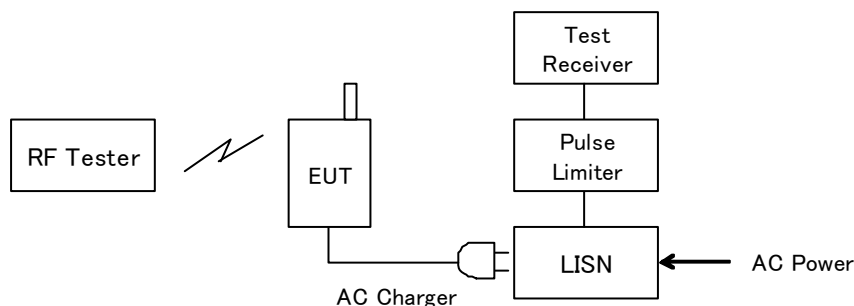 Test
Receiver
RF Tester
EUT
Pulse
Limiter
LISN
AC Power
AC Charger